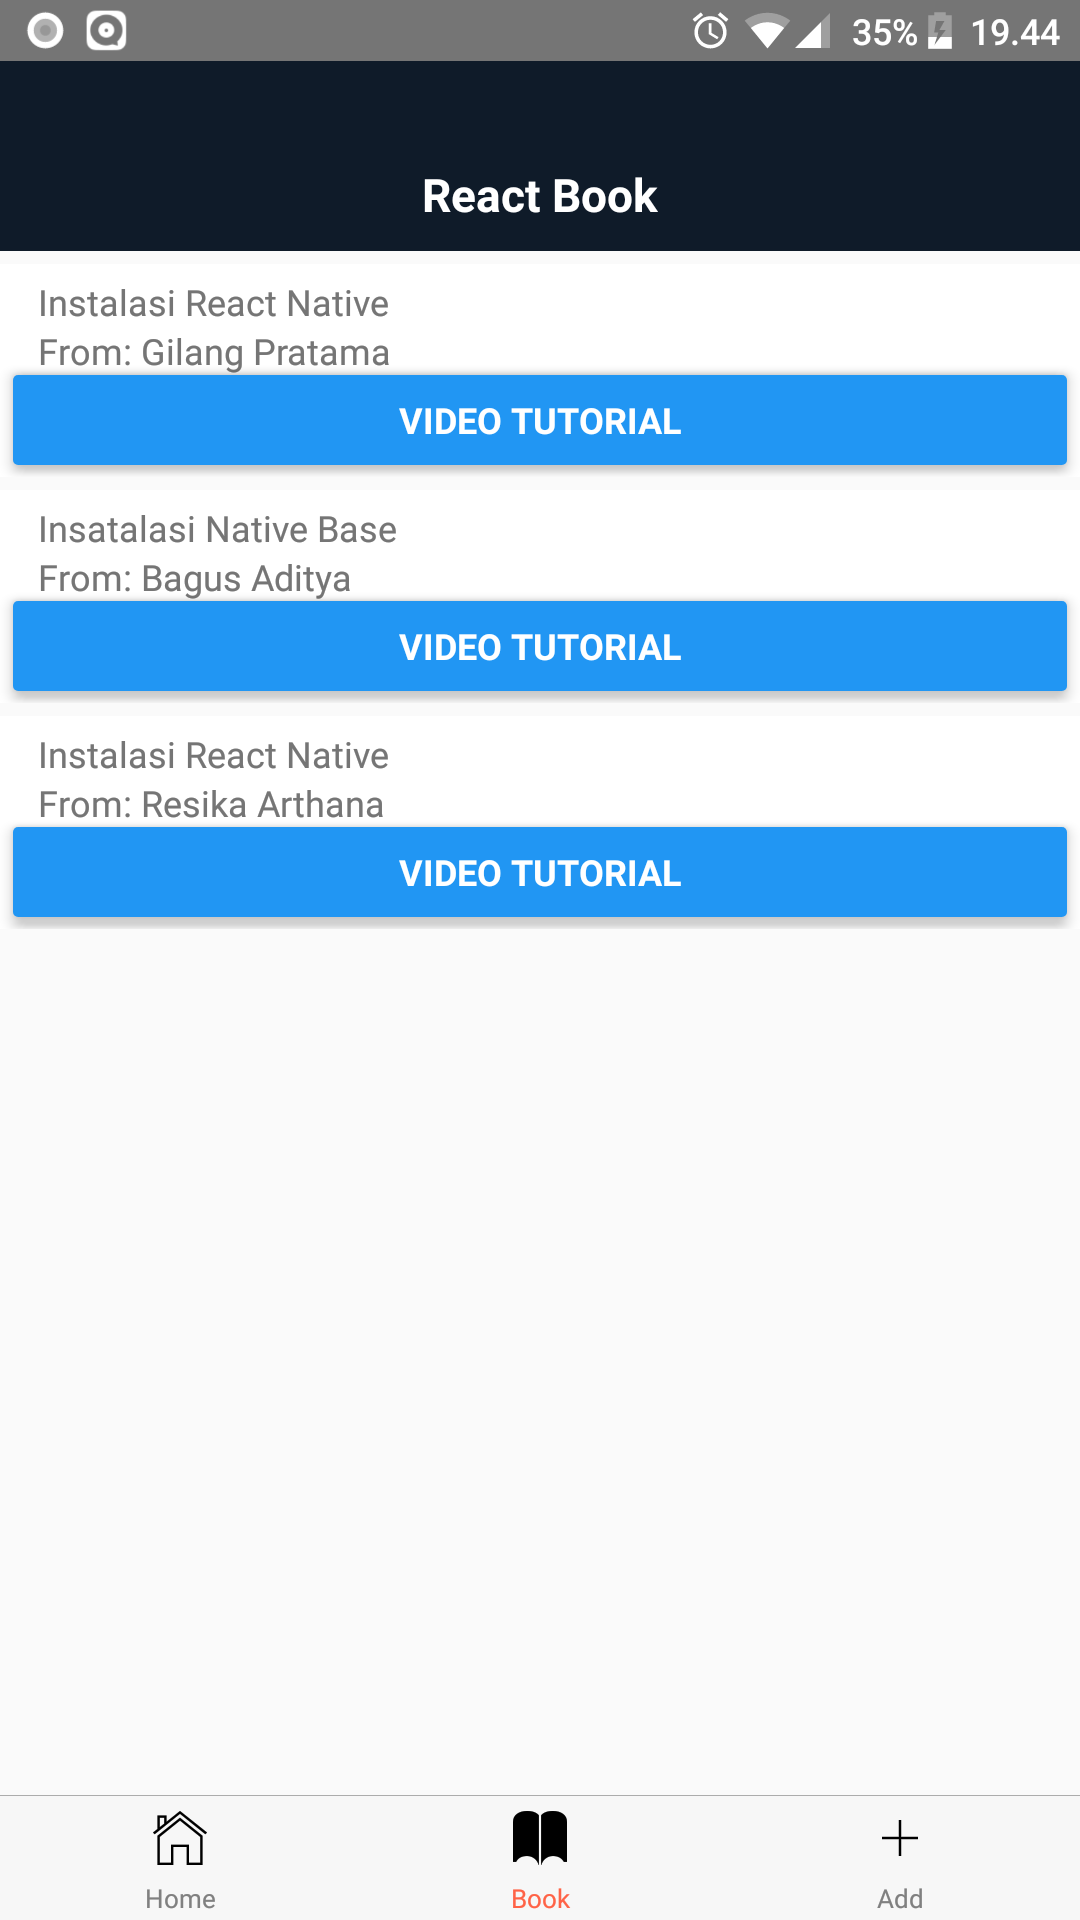 35% 19.44
React Book
Instalasi React Native
From: Gilang Pratama
VIDEO TUTORIAL
Insatalasi Native Base
From: Bagus Aditya
VIDEO TUTORIAL
Instalasi React Native
From: Resika Arthana
VIDEO TUTORIAL
Home Book Add